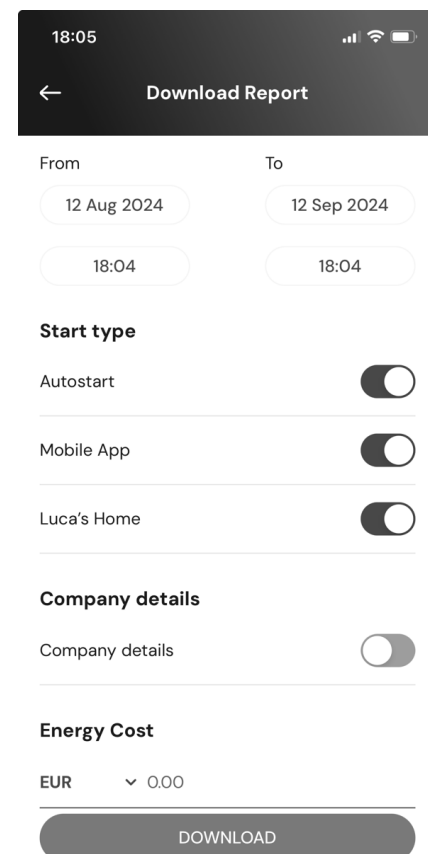 18:05
Download Report
From To
12 Aug 2024 12 Sep 2024
18:04 18:04
Start type
Autostart
Mobile App
Luca's Home
Company details
Company details
Energy Cost
EUR 0.00
DOWNLOAD